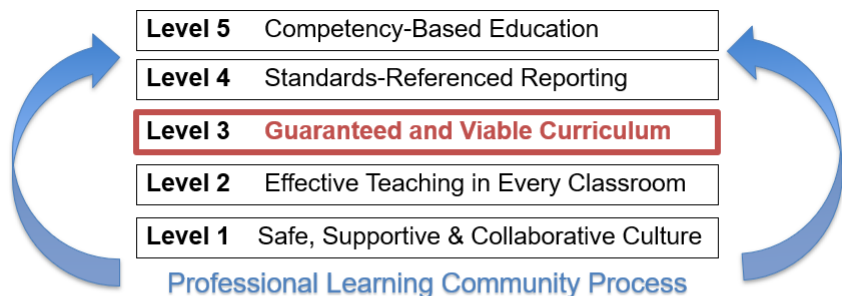 Level 5 Competency-Based Education
Level 4 Standards-Referenced Reporting
Level 3 Guaranteed and Viable Curriculum
Level 2 Effective Teaching in Every Classroom
Level 1 Safe, Supportive & Collaborative Culture
Professional Learning Community Process